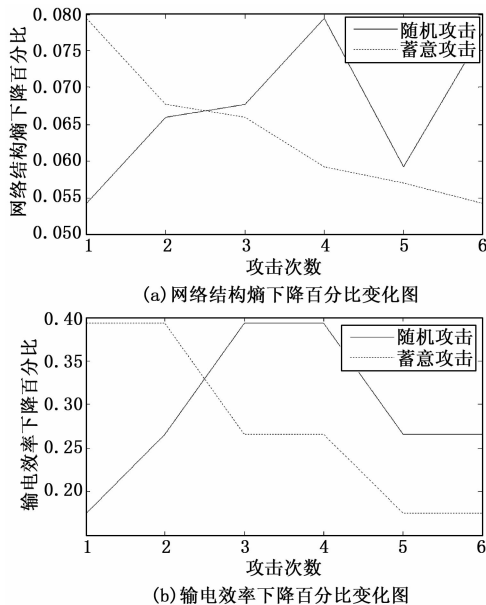 网络结构熵下降百分比
0.080
0.070
0.065
0.060
0.055
0.050
随机攻击
蓄意攻击
1 2 3 4 5 6
攻击次数
(a)网络结构熵下降百分比变化图
输电效率下降百分比
0.40
0.30
0.25
0.20
随机攻击
蓄意攻击
1 2 3 4 5 6
攻击次数
(b)输电效率下降百分比变化图